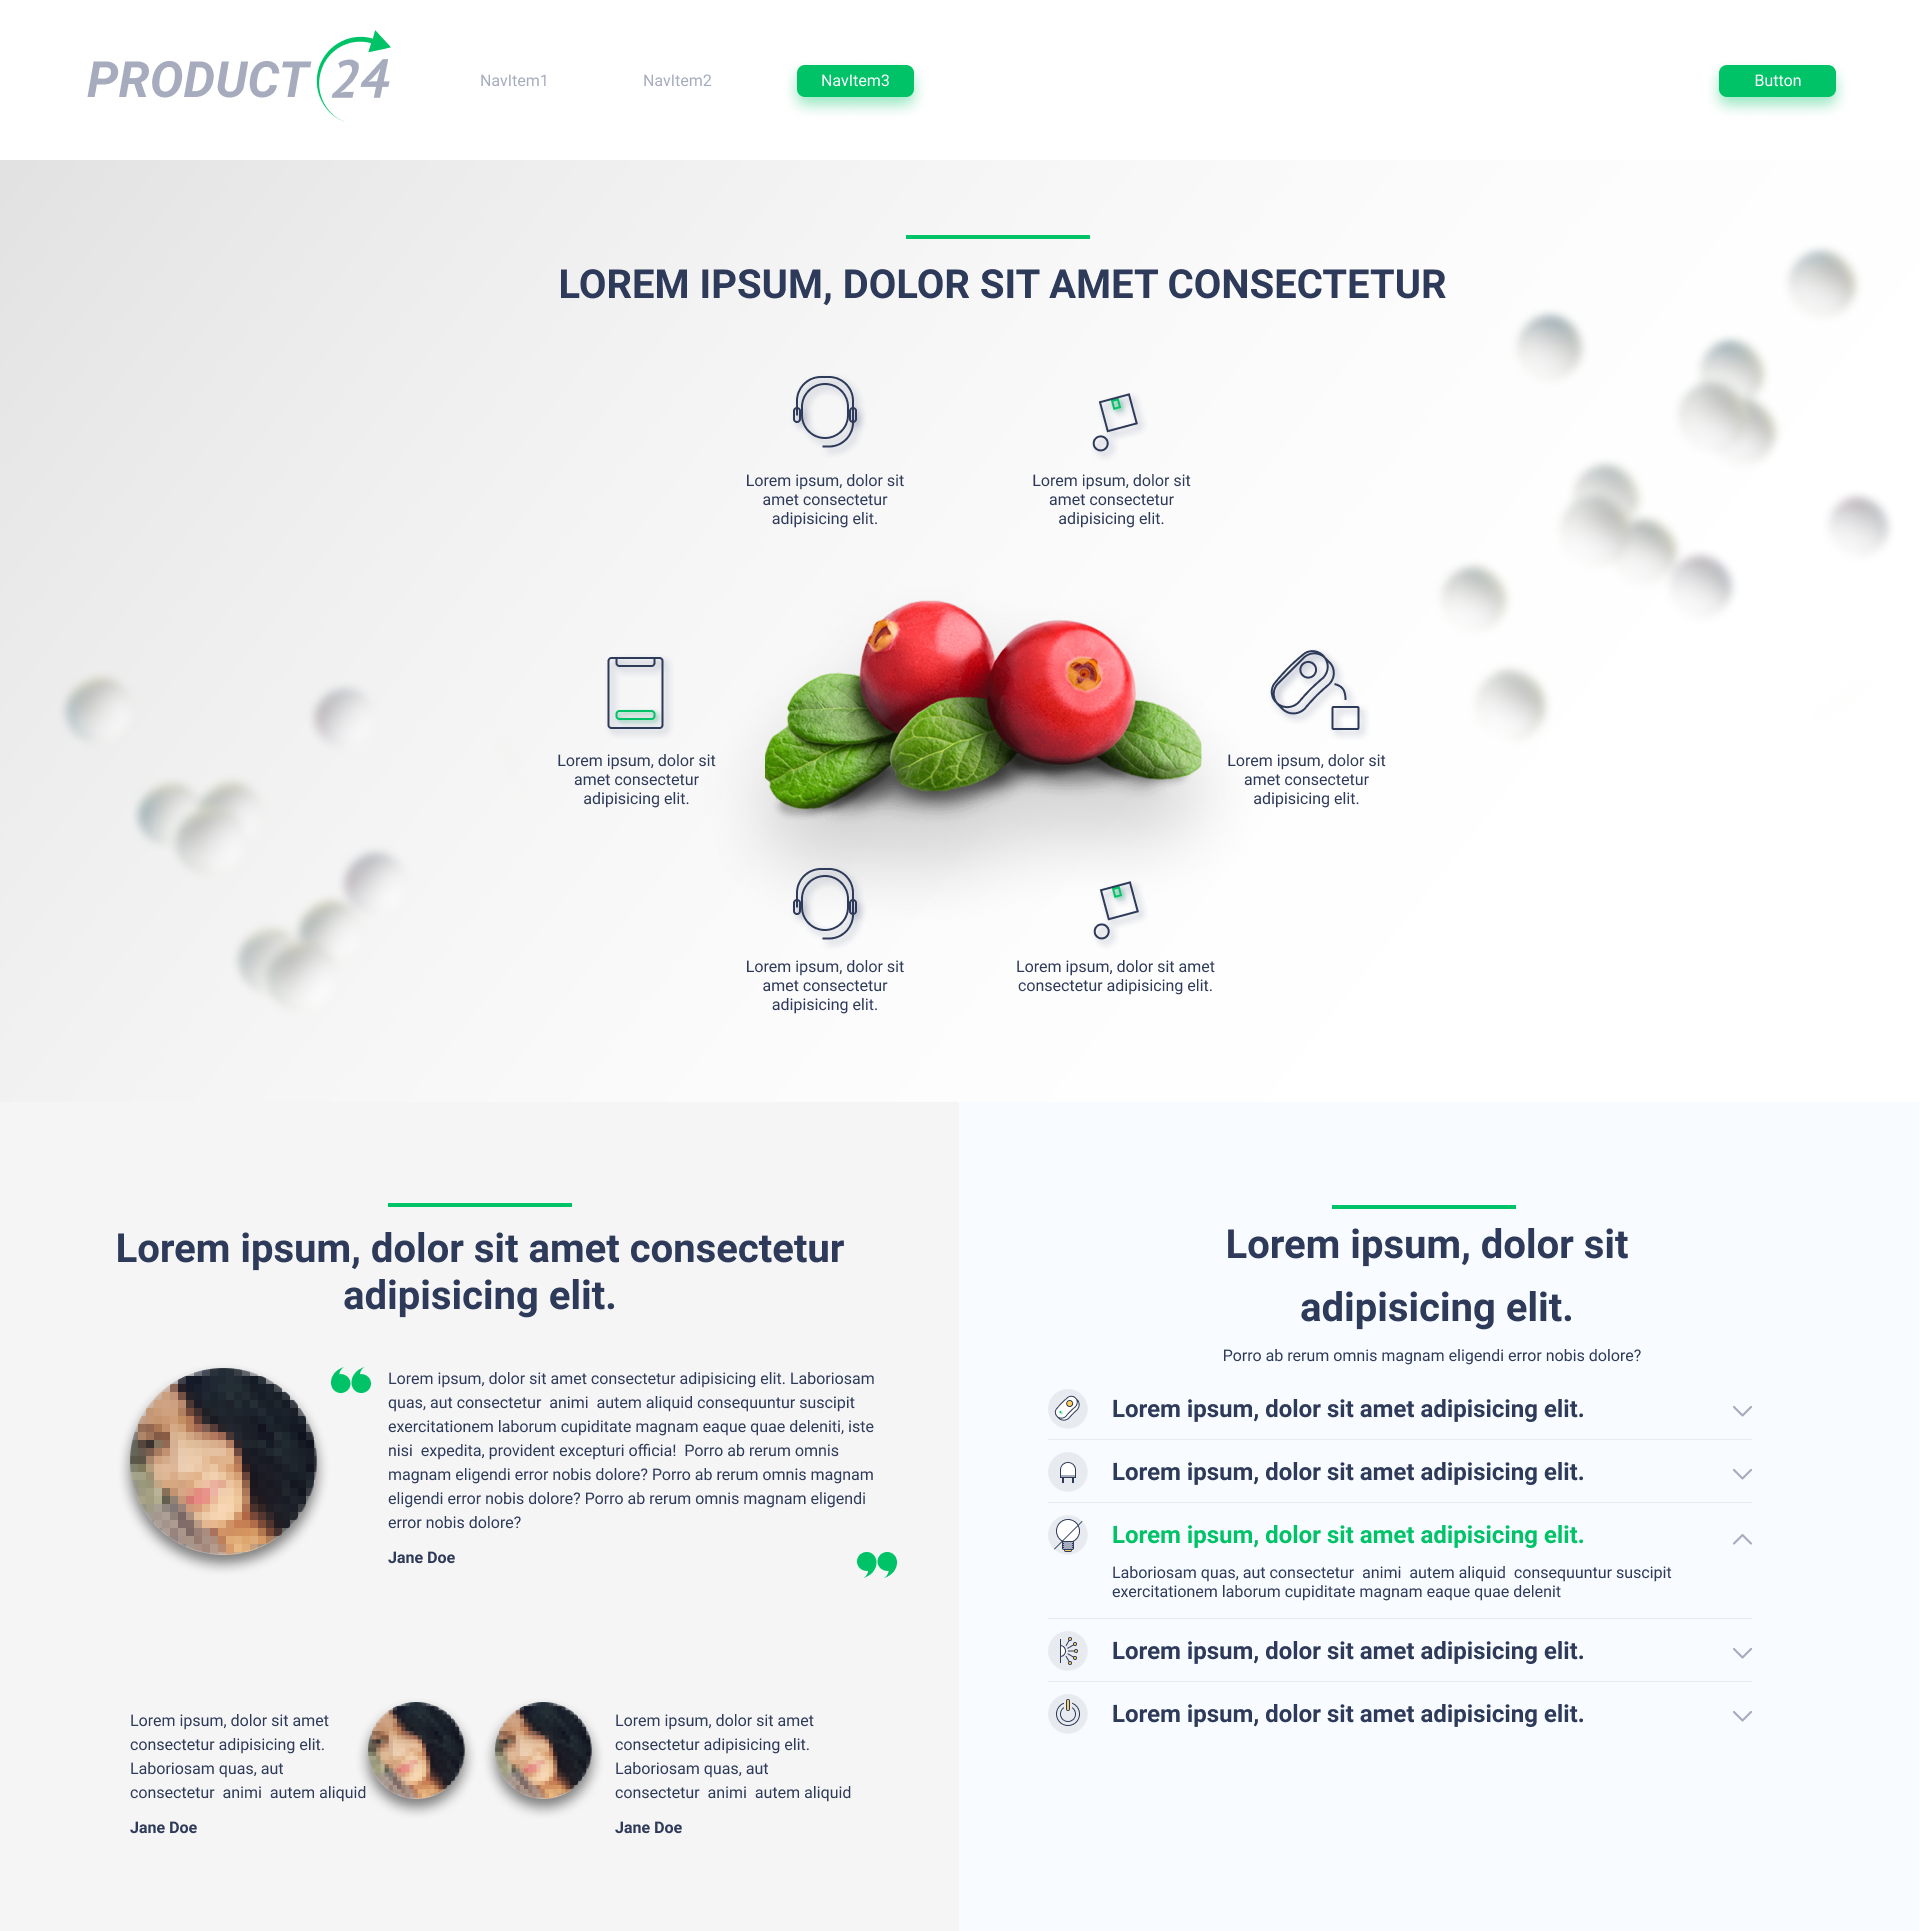 PRODUCT 24
NavItem1
NavItem2
NavItem3
Button
LOREM IPSUM, DOLOR SIT AMET CONSECTETUR
Lorem ipsum, dolor sit
amet consectetur
adipisicing elit.
Lorem ipsum, dolor sit
amet consectetur
adipisicing elit.
Lorem ipsum, dolor sit
amet consectetur
adipisicing elit.
Lorem ipsum, dolor sit
amet consectetur
adipisicing elit.
Lorem ipsum, dolor sit
amet consectetur
adipisicing elit.
Lorem ipsum, dolor sit amet
consectetur adipisicing elit.
Lorem ipsum, dolor sit amet consectetur
adipisicing elit.
Lorem ipsum, dolor sit amet consectetur adipisicing elit. Laboriosam
quas, aut consectetur  animi  autem aliquid consequuntur suscipit
exercitationem laborum cupiditate magnam eaque quae deleniti, iste
nisi  expedita, provident excepturi officia!  Porro ab rerum omnis
magnam eligendi error nobis dolore? Porro ab rerum omnis magnam
eligendi error nobis dolore? Porro ab rerum omnis magnam eligendi
error nobis dolore?
Jane Doe
Lorem ipsum, dolor sit amet
consectetur adipisicing elit.
Laboriosam quas, aut
consectetur  animi  autem aliquid
Jane Doe
Lorem ipsum, dolor sit amet
consectetur adipisicing elit.
Laboriosam quas, aut
consectetur  animi  autem aliquid
Jane Doe
Lorem ipsum, dolor sit
adipisicing elit.
Porro ab rerum omnis magnam eligendi error nobis dolore?
Lorem ipsum, dolor sit amet adipisicing elit.
Lorem ipsum, dolor sit amet adipisicing elit.
Lorem ipsum, dolor sit amet adipisicing elit.
Laboriosam quas, aut consectetur  animi  autem aliquid  consequuntur suscipit
exercitationem laborum cupiditate magnam eaque quae delenit
Lorem ipsum, dolor sit amet adipisicing elit.
Lorem ipsum, dolor sit amet adipisicing elit.